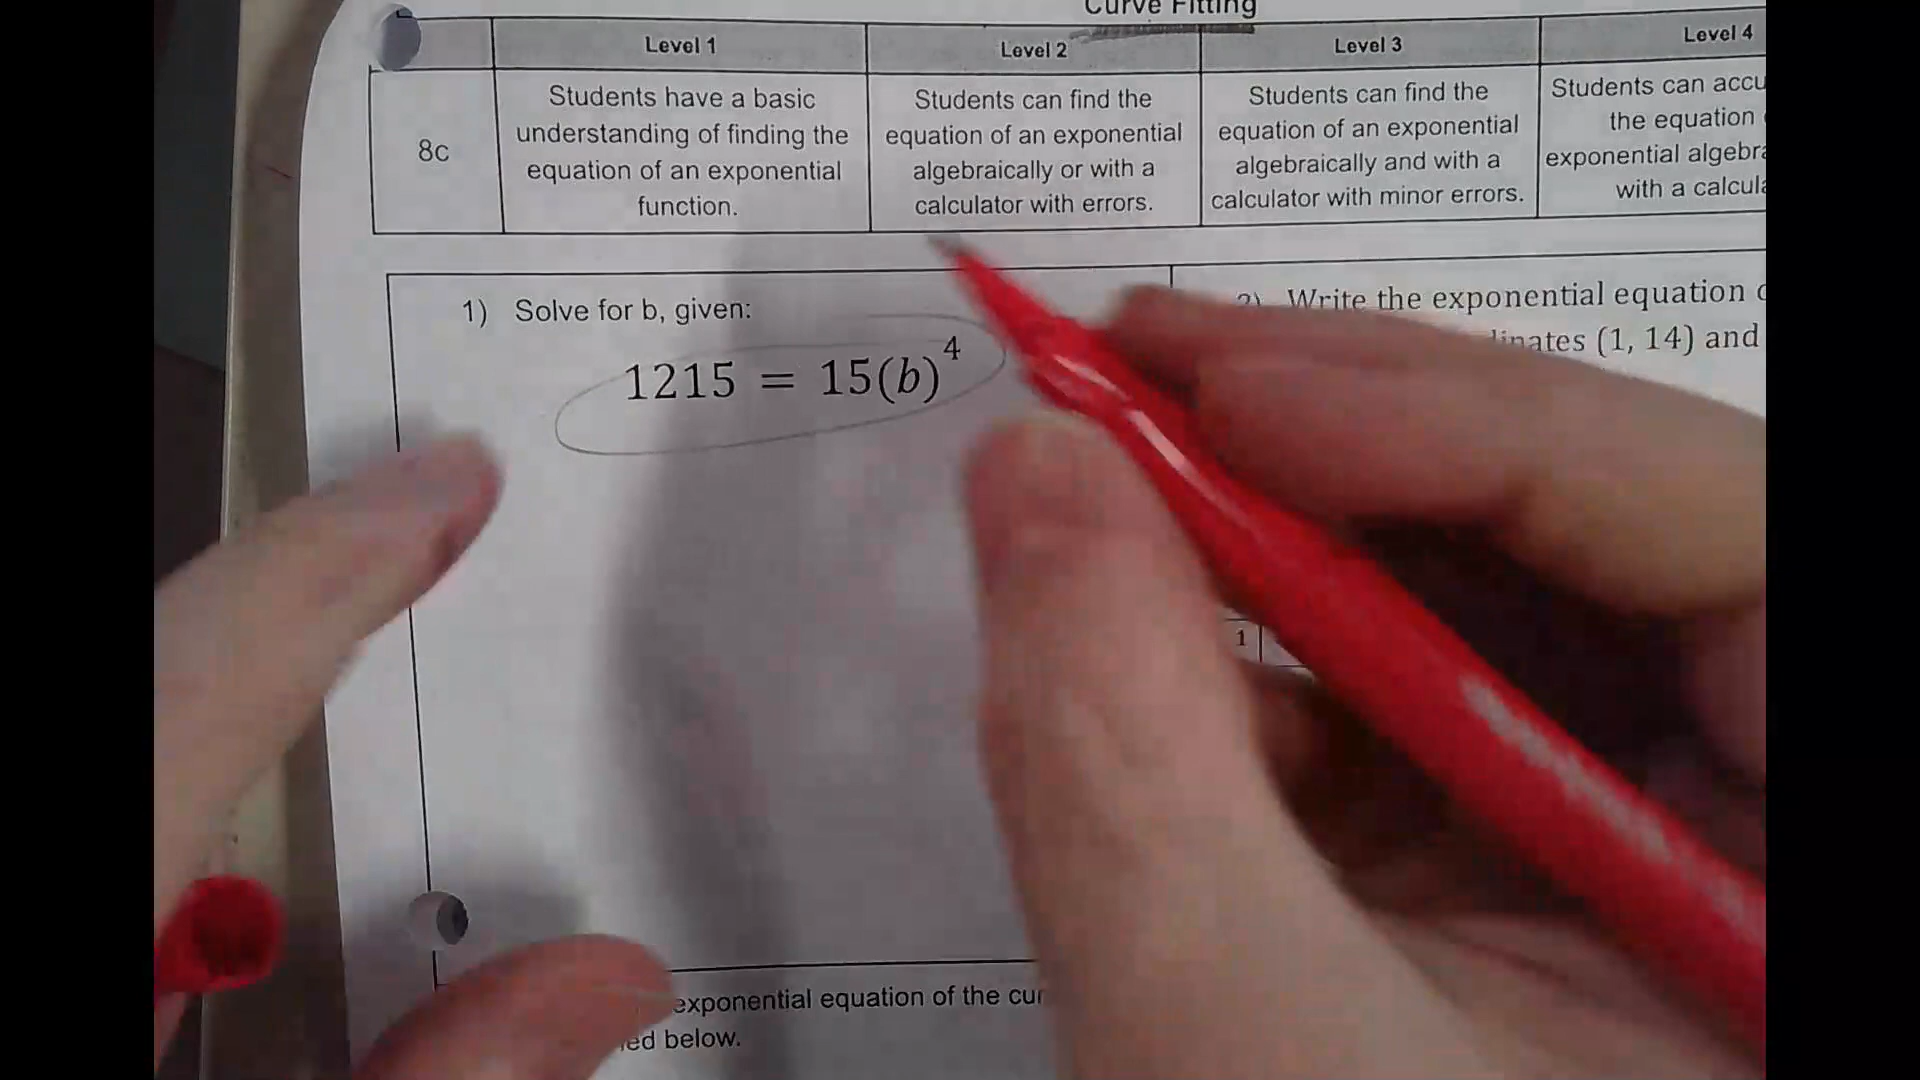 Curve Fitting
Level 1
Level 2
Level 3
Level 4
8c
Students have a basic
understanding of finding the
equation of an exponential
function.
Students can find the
equation of an exponential
algebraically or with a
calculator with errors.
Students can find the
equation of an exponential
algebraically and with a
calculator with minor errors.
Students can accu
the equation
exponential algebra
with a calcula
1) Solve for b, given:
1215 = 15(b)^4
2) Write the exponential equation
(1, 14) and
1
exponential equation of the
below.